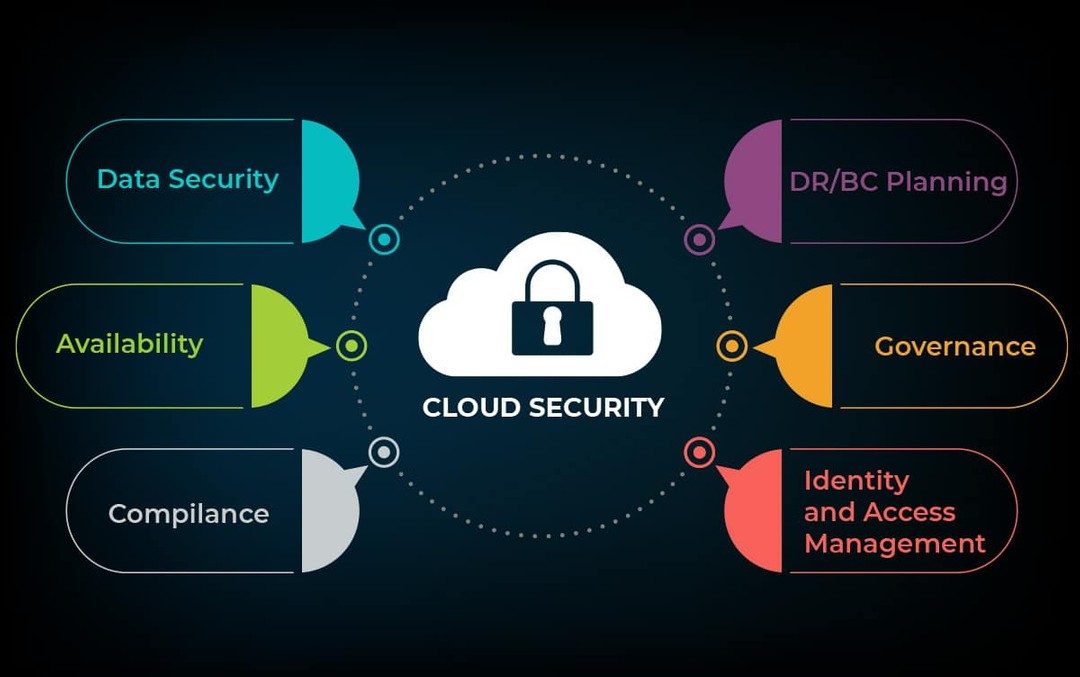 Data Security
DR/BC Planning
Availability
Governance
CLOUD SECURITY
Compilance
Identity
and Access
Management